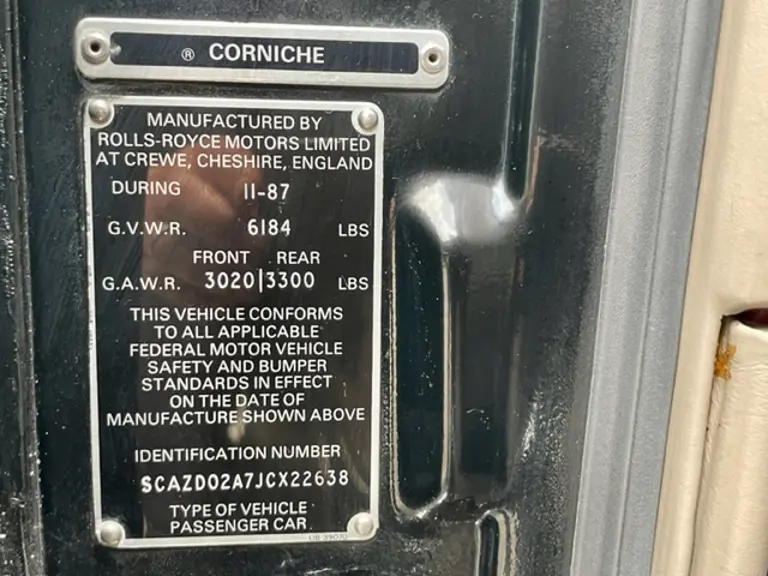 ® CORNICHE
MANUFACTURED BY
ROLLS-ROYCE MOTORS LIMITED
AT CREWE, CHESHIRE, ENGLAND
DURING 11-87
G.V.W.R. 6184 LBS
FRONT REAR
G.A.W.R. 3020|3300 LBS
THIS VEHICLE CONFORMS
TO ALL APPLICABLE
FEDERAL MOTOR VEHICLE
SAFETY AND BUMPER
STANDARDS IN EFFECT
ON THE DATE OF
MANUFACTURE SHOWN ABOVE
IDENTIFICATION NUMBER
SCAZD02A7JCX22638
TYPE OF VEHICLE
PASSENGER CAR